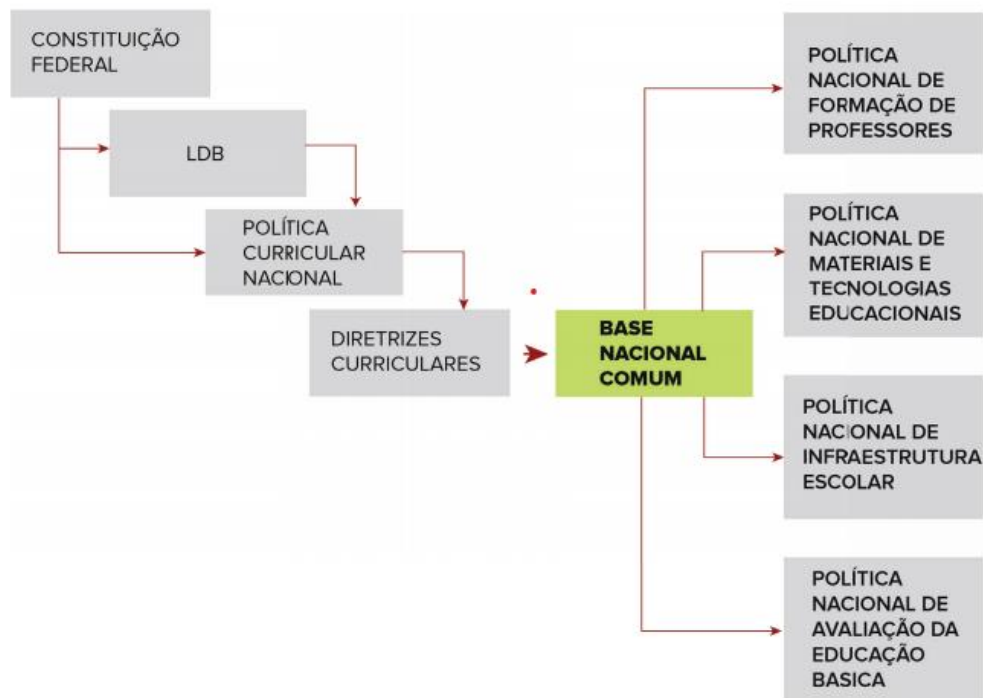 CONSTITUIÇÃO
FEDERAL
LDB
POLÍTICA
CURRICULAR
NACIONAL
DIRETRIZES
CURRICULARES
BASE
NACIONAL
COMUM
POLÍTICA
NACIONAL DE
FORMAÇÃO DE
PROFESSORES
POLÍTICA
NACIONAL DE
MATERIAIS E
TECNOLOGIAS
EDUCACIONAIS
POLÍTICA
NACIONAL DE
INFRAESTRUTURA
ESCOLAR
POLÍTICA
NACIONAL DE
AVALIAÇÃO DA
EDUCAÇÃO
BASICA